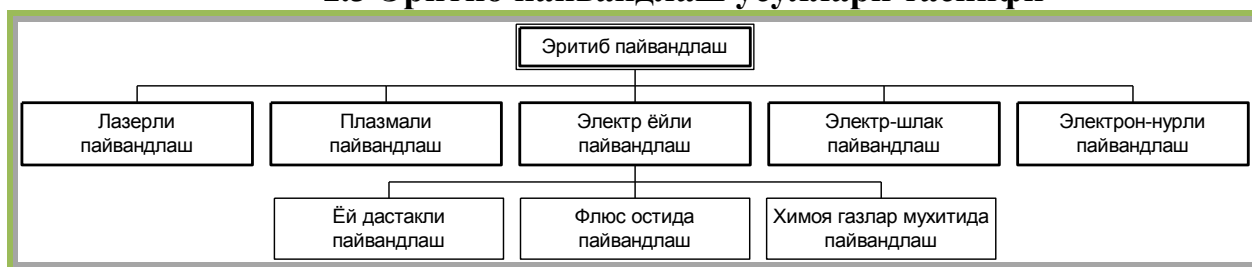 Эритиб пайвандлаш
Лазерли
пайвандлаш
Плазмали
пайвандлаш
Электр ёйли
пайвандлаш
Электр-шлак
пайвандлаш
Электрон-нурли
пайвандлаш
Ёй дастакли
пайвандлаш
Флюс остида
пайвандлаш
Химоя газлар мухитида
пайвандлаш